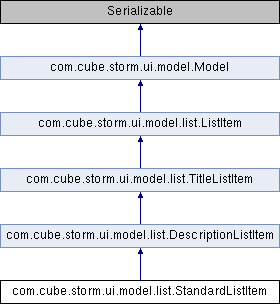 Serializable
com.cube.storm.ui.model.Model
com.cube.storm.ui.model.list.ListItem
com.cube.storm.ui.model.list.TitleListItem
com.cube.storm.ui.model.list.DescriptionListItem
com.cube.storm.ui.model.list.StandardListItem